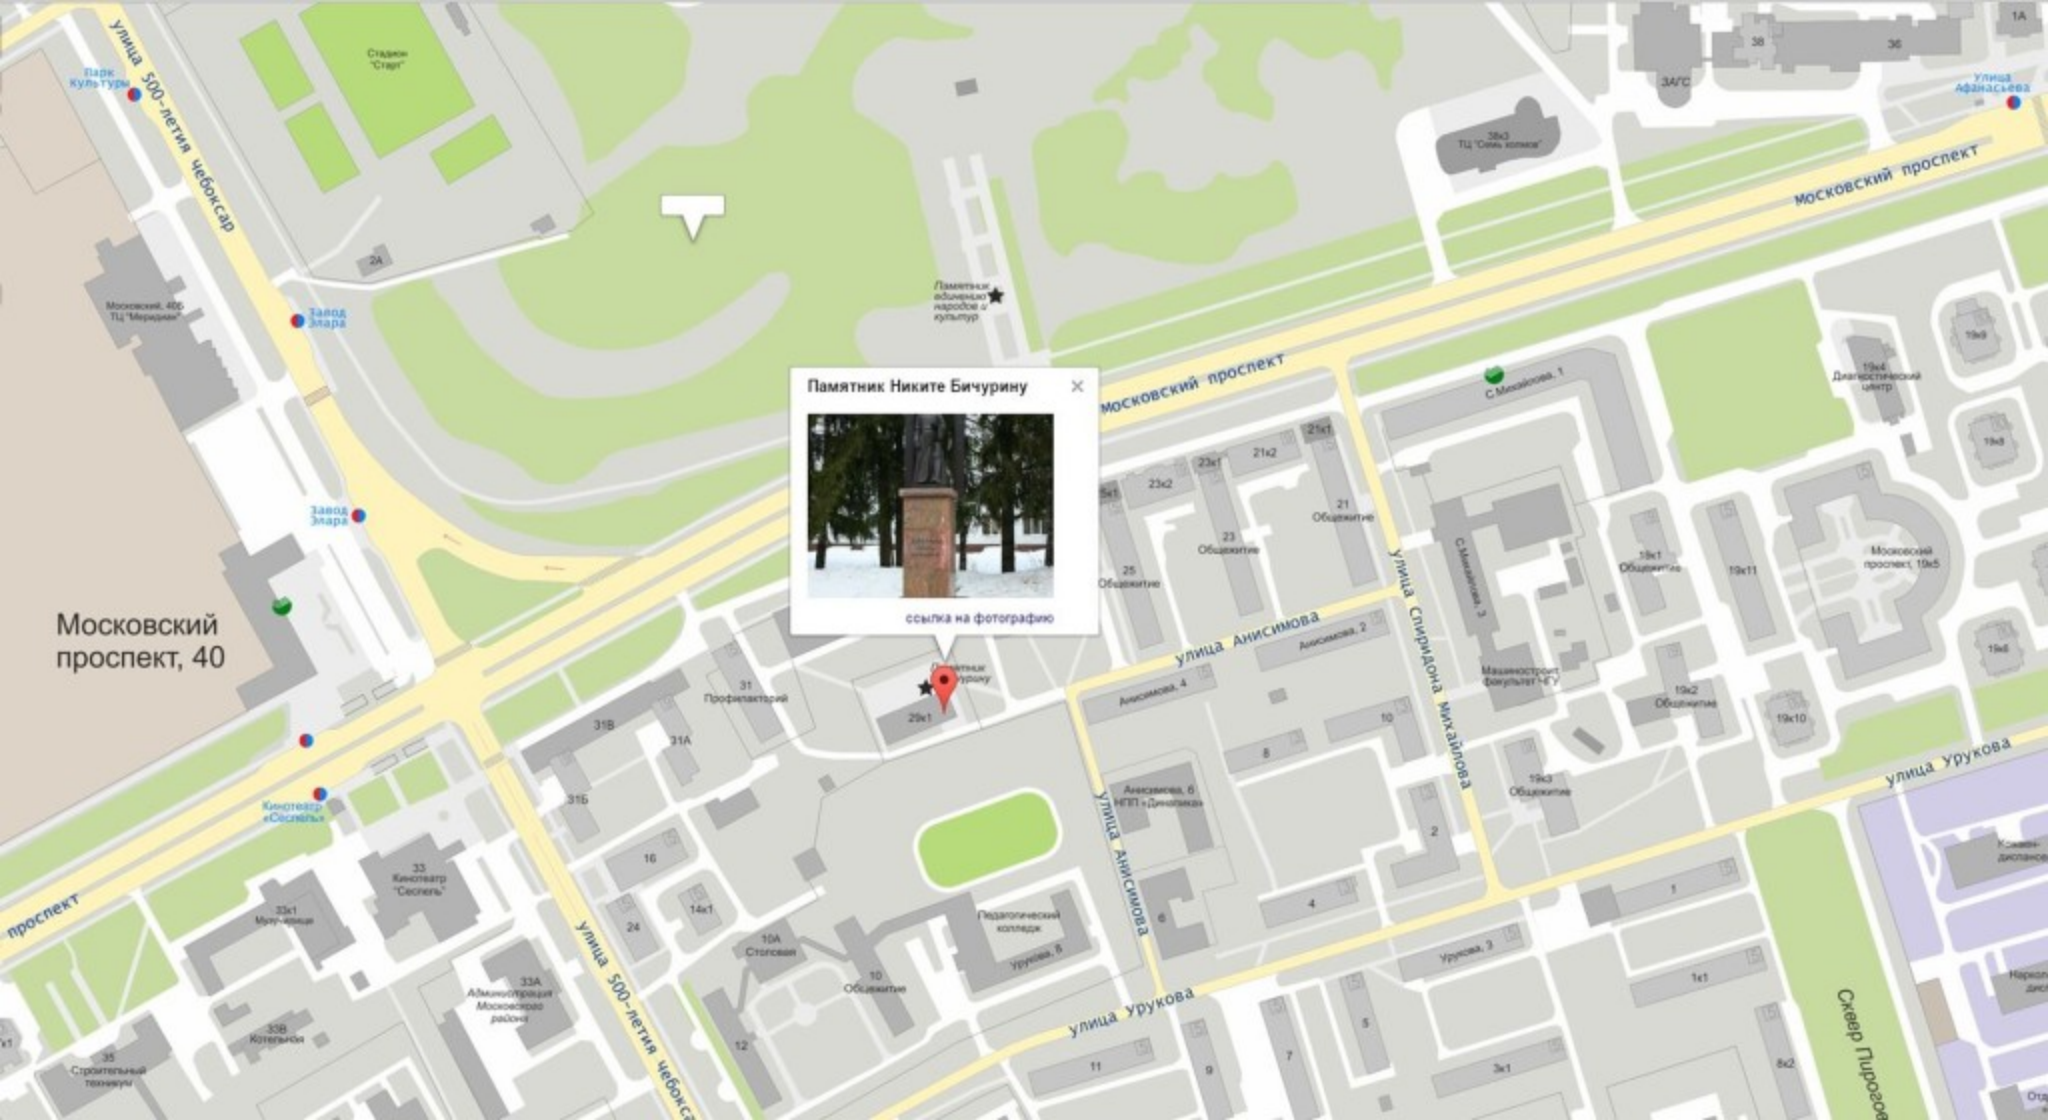 улица 500-летия чебоксар
Парк
Культуры
Стадион
"Старт"
38
36
1А
ЗАГС
Улица
Афанасьева
38к3
ТЦ "Семь холмов"
Московский проспект
2А
Московский, 40Б
ТЦ "Меридиан"
Завод
Элара
Памятник
единению
народов и
культур
Памятник Никите Бичурину
ссылка на фотографию
Московский проспект
19к9
19к4
Диагностический
центр
С.Михайлова, 1
21к1
21к2
23к1
23к2
5к1
19к8
21
Общежитие
23
Общежитие
25
Общежитие
Завод
Элара
С.Михайлова, 3
19к1
Общежитие
19к11
Московский
проспект, 19к5
Московский
проспект, 40
улица Анисимова
Анисимова, 2
улица Спиридона михайлова
19к6
31
Профилакторий
29к1
Анисимова, 4
Машиностроит.
факультет ЧГУ
19к2
Общежитие
19к10
31В
31А
10
8
улица Урукова
31Б
Кинотеатр
«Сеспель»
Анисимова, 6
НПП «Динамика»
19к3
Общежитие
улица Анисимова
2
16
33
Кинотеатр
"Сеспель"
14к1
24
33к1
Муз.училище
проспект
Педагогический
колледж
Урукова, 8
6
4
1
10А
Столовая
10
Общежитие
Урукова, 3
1к1
33А
Администрация
Московского
района
улица 500-летия чебокса
33В
Котельная
35
Строительный
техникум
12
улица Урукова
11
9
7
5
3к1
8к2
Сквер Пирогов